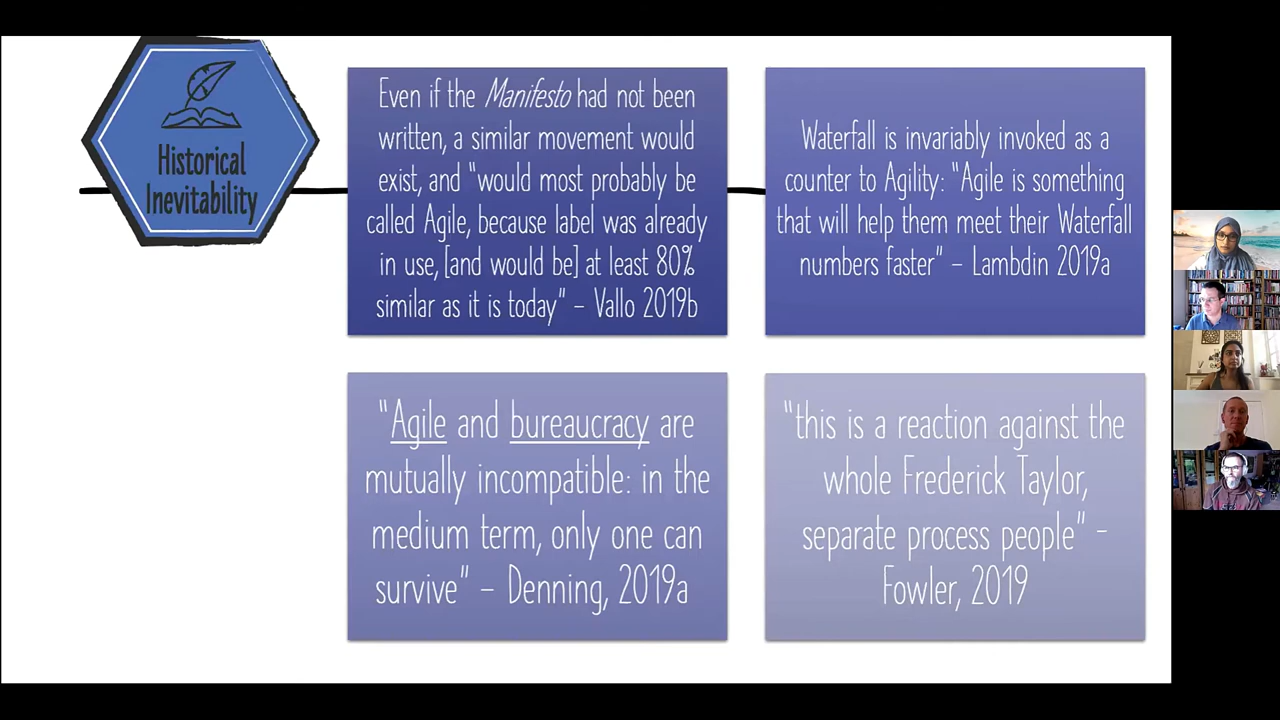 Historical
Inevitability
Even if the Manifesto had not been
written, a similar movement would
exist, and “would most probably be
called Agile, because label was already
in use, [and would be] at least 80%
similar as it is today” – Vallo 2019b
Waterfall is invariably invoked as a
counter to Agility: “Agile is something
that will help them meet their Waterfall
numbers faster” – Lambdin 2019a
“Agile and bureaucracy are
mutually incompatible: in the
medium term, only one can
survive” – Denning, 2019a
“this is a reaction against the
whole Frederick Taylor,
separate process people” –
Fowler, 2019